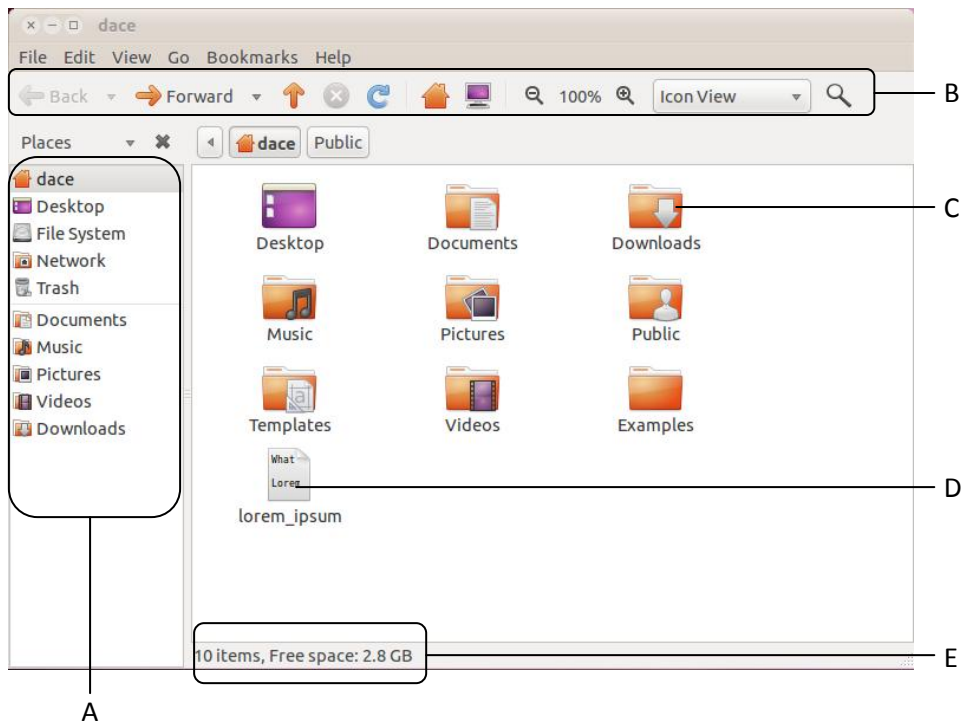 dace
File Edit View Go Bookmarks Help
Back Forward 100% Icon View
B
Places dace Public
dace
Desktop
File System
Network
Trash
Documents
Music
Pictures
Videos
Downloads
Desktop Documents Downloads
C
Music Pictures Public
Templates Videos Examples
a
What
Lorem
D
lorem_ipsum
10 items, Free space: 2.8 GB
E
A